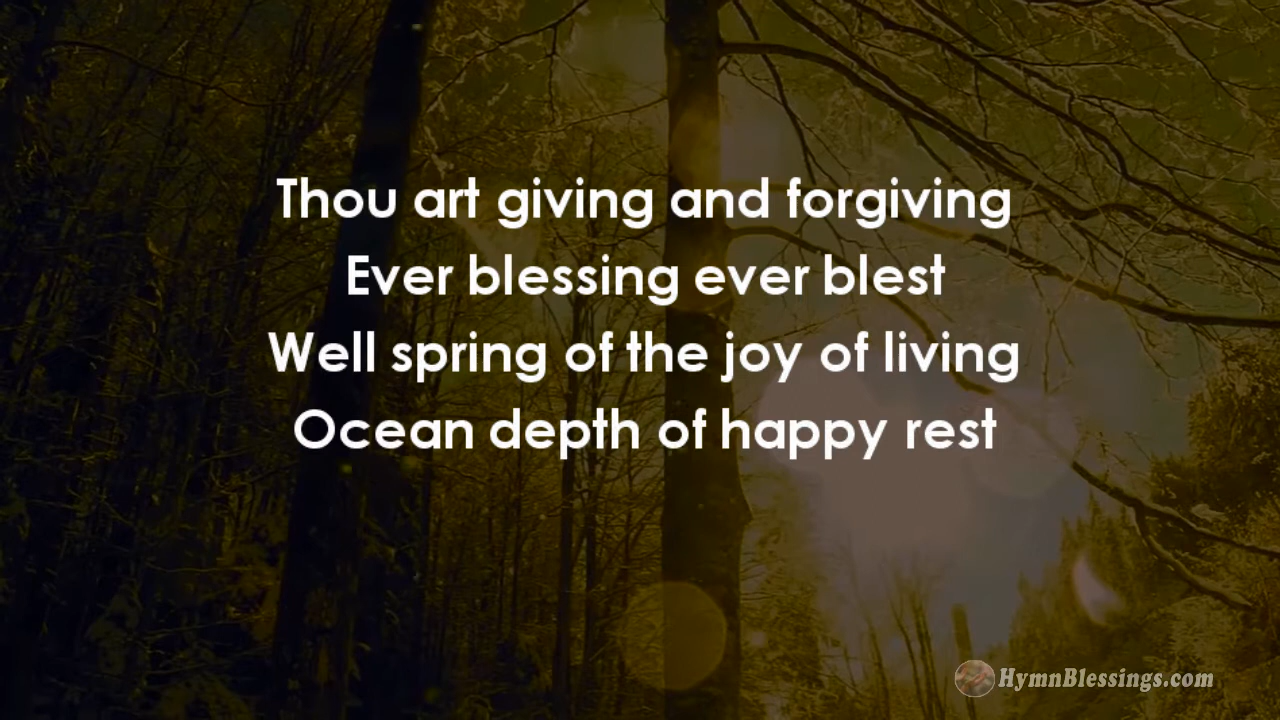 Thou art giving and forgiving
Ever blessing ever blest
Well spring of the joy of living
Ocean depth of happy rest
HymnBlessings.com